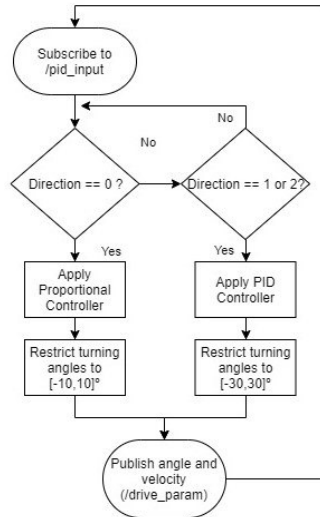 Subscribe to
/pid_input
No
No
Direction == 0 ?
Direction == 1 or 2?
Yes
Yes
Apply
Proportional
Controller
Apply PID
Controller
Restrict turning
angles to
[-10,10]º
Restrict turning
angles to
[-30,30]º
Publish angle and
velocity
(/drive_param)